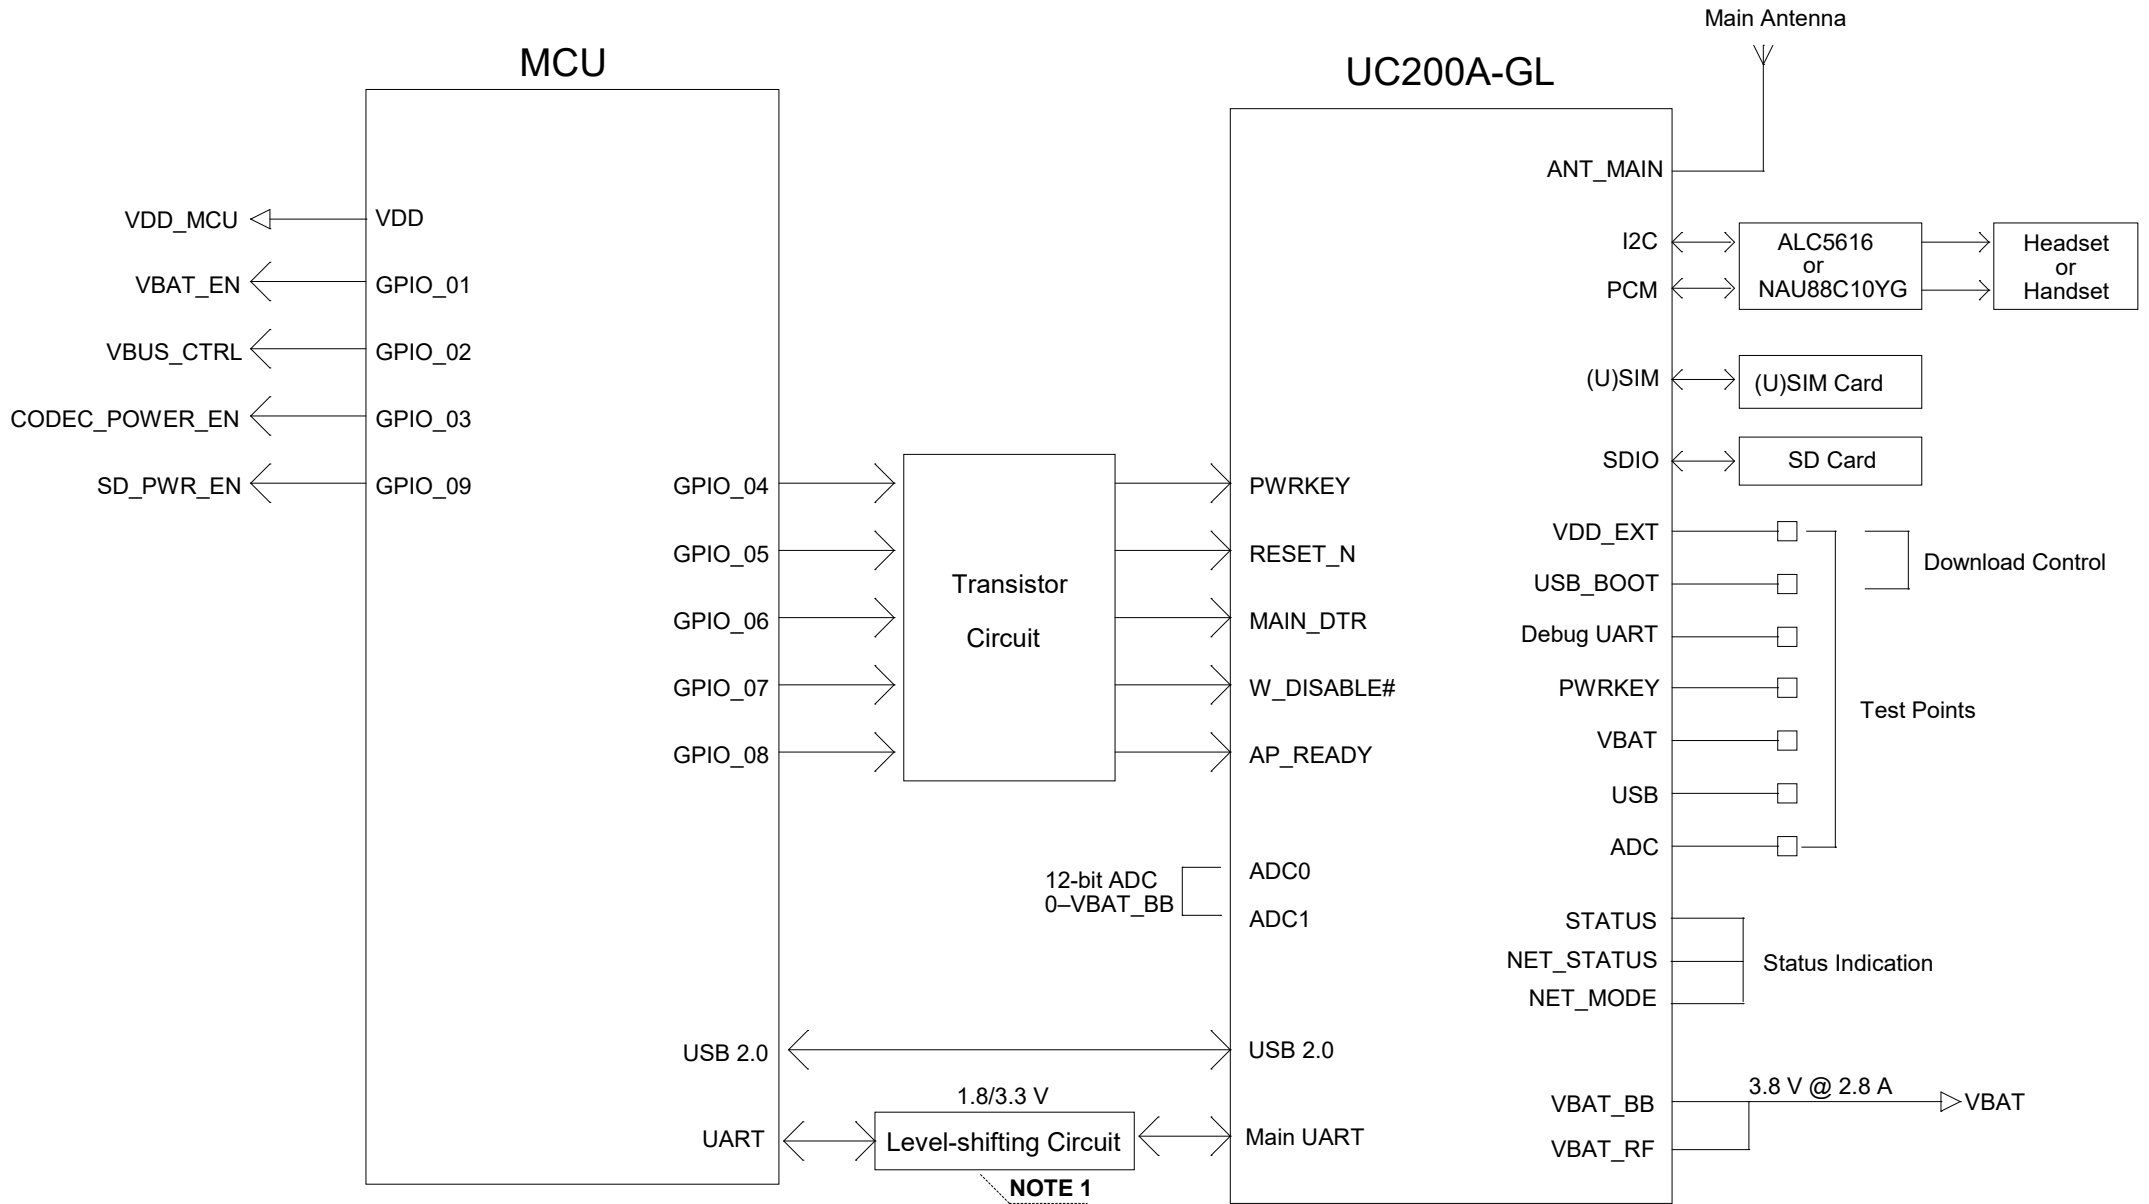 Main Antenna
MCU
UC200A-GL
ANT_MAIN
VDD_MCU
VDD
VBAT_EN
GPIO_01
VBUS_CTRL
GPIO_02
CODEC_POWER_EN
GPIO_03
SD_PWR_EN
GPIO_09
GPIO_04
GPIO_05
GPIO_06
GPIO_07
GPIO_08
Transistor
Circuit
PWRKEY
RESET_N
MAIN_DTR
W_DISABLE#
AP_READY
12-bit ADC
0–VBAT_BB
ADC0
ADC1
USB 2.0
USB 2.0
UART
1.8/3.3 V
Level-shifting Circuit
NOTE 1
Main UART
I2C
PCM
ALC5616
or
NAU88C10YG
Headset
or
Handset
(U)SIM
(U)SIM Card
SDIO
SD Card
VDD_EXT
USB_BOOT
Download Control
Debug UART
PWRKEY
VBAT
USB
ADC
Test Points
STATUS
NET_STATUS
NET_MODE
Status Indication
VBAT_BB
VBAT_RF
3.8 V @ 2.8 A
VBAT